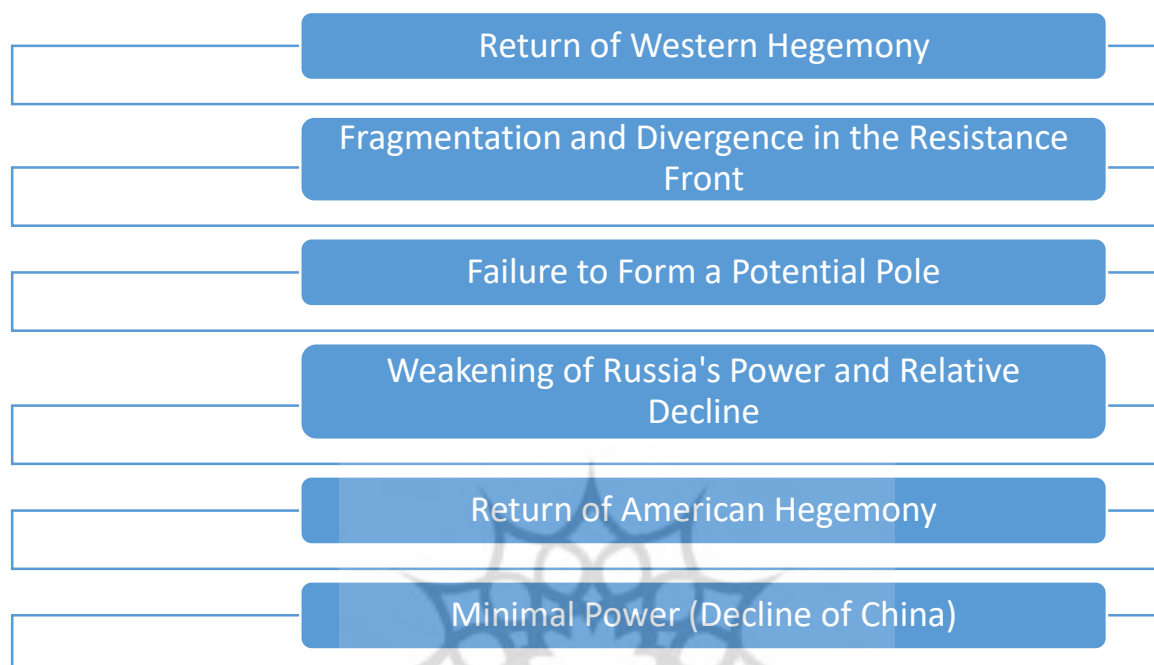 Return of Western Hegemony
Fragmentation and Divergence in the Resistance
Front
Failure to Form a Potential Pole
Weakening of Russia's Power and Relative
Decline
Return of American Hegemony
Minimal Power (Decline of China)